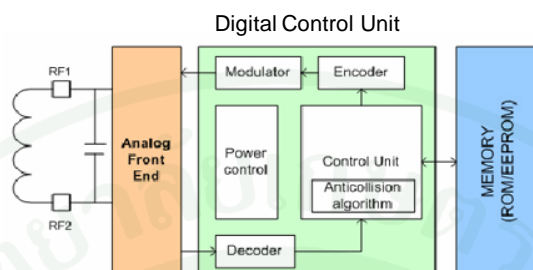 Digital Control Unit
RF1
Modulator
Encoder
Analog
Front
End
Power
control
Control Unit
Anticollision
algorithm
MEMORY
(ROM/EEPROM)
RF2
Decoder